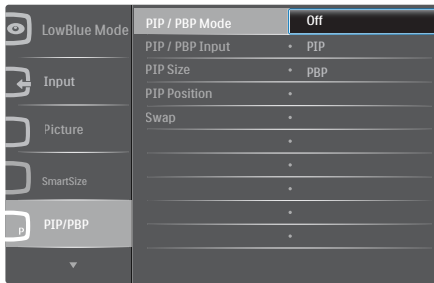 LowBlue Mode
Input
Picture
SmartSize
P
PIP/PBP
PIP / PBP Mode
PIP / PBP Input
PIP Size
PIP Position
Swap
Off
• PIP
• PBP
•
•
•
•
•
•
•